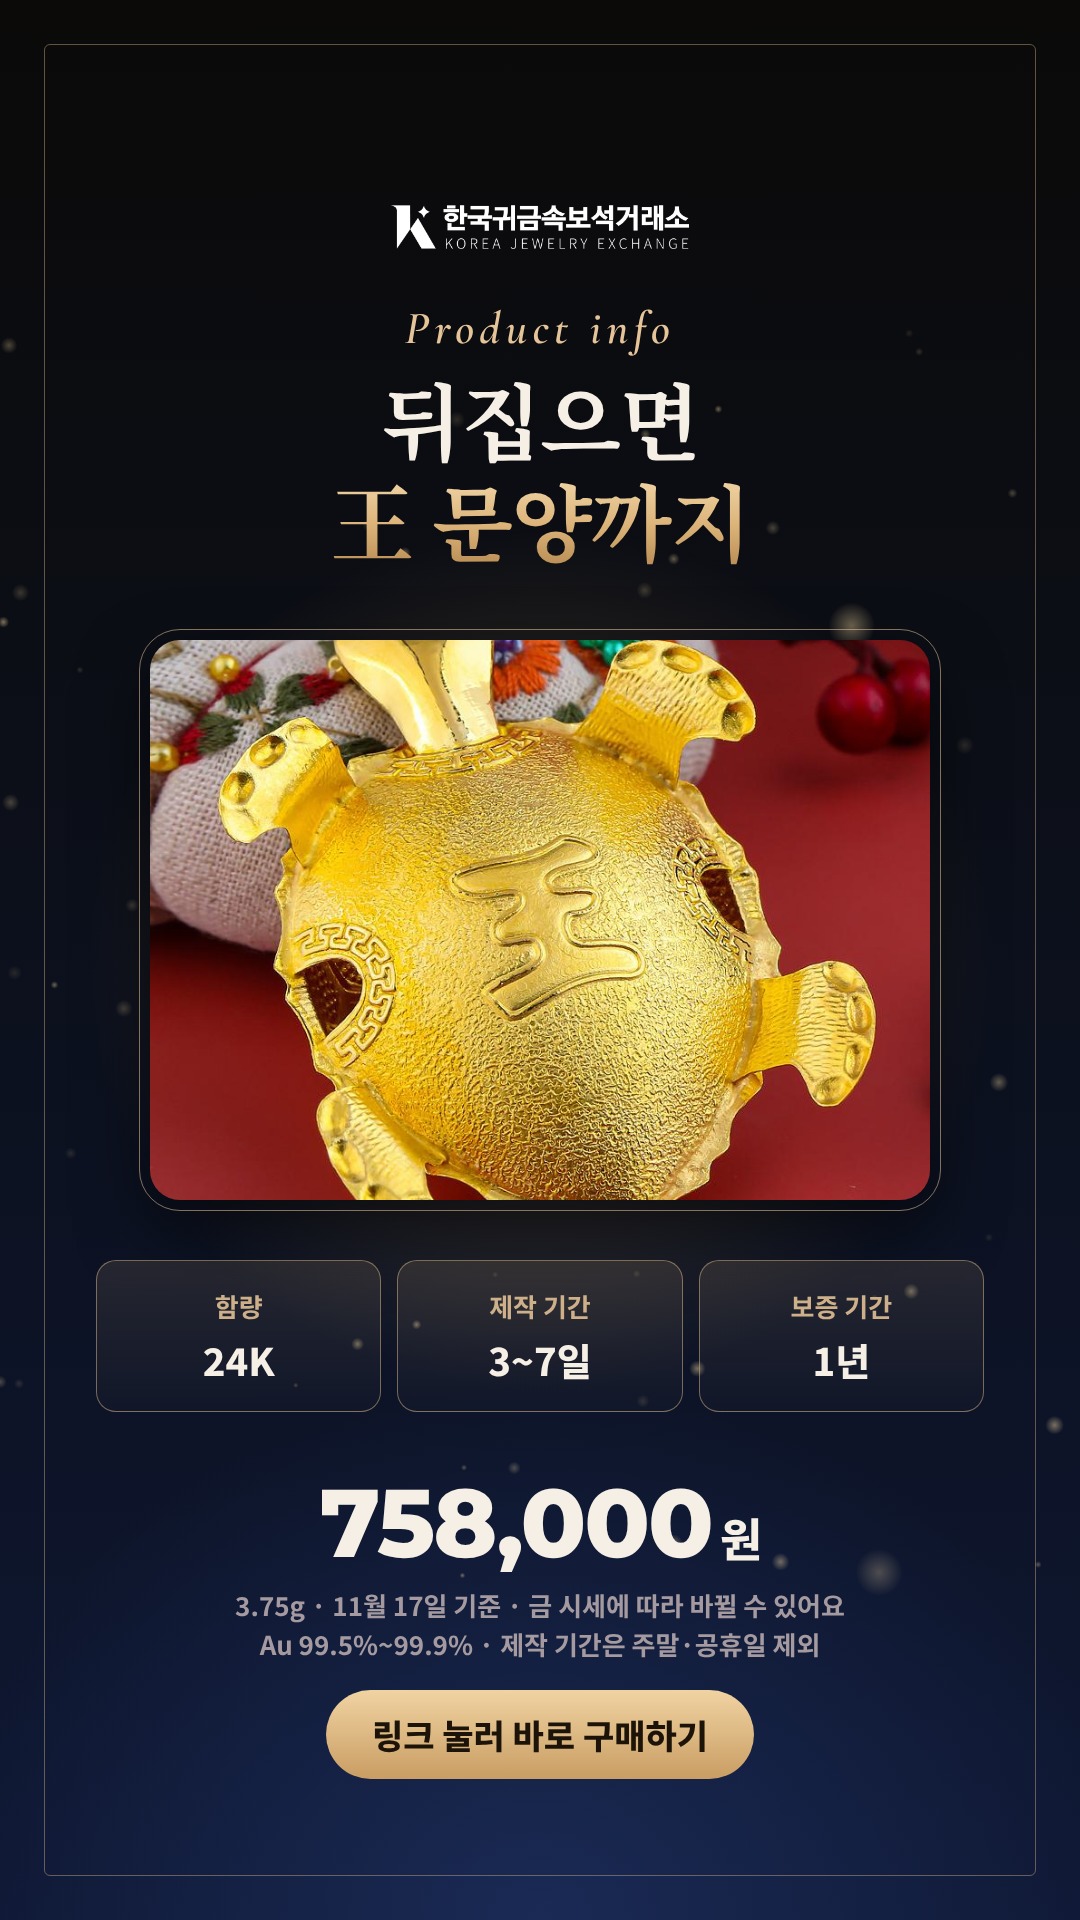 한국귀금속보석거래소
KOREA JEWELRY EXCHANGE
Product info
뒤집으면
王 문양까지
王
함량
24K
제작 기간
3~7일
보증 기간
1년
758,000원
3.75g · 11월 17일 기준 · 금 시세에 따라 바뀔 수 있어요
Au 99.5%~99.9% · 제작 기간은 주말·공휴일 제외
링크 눌러 바로 구매하기